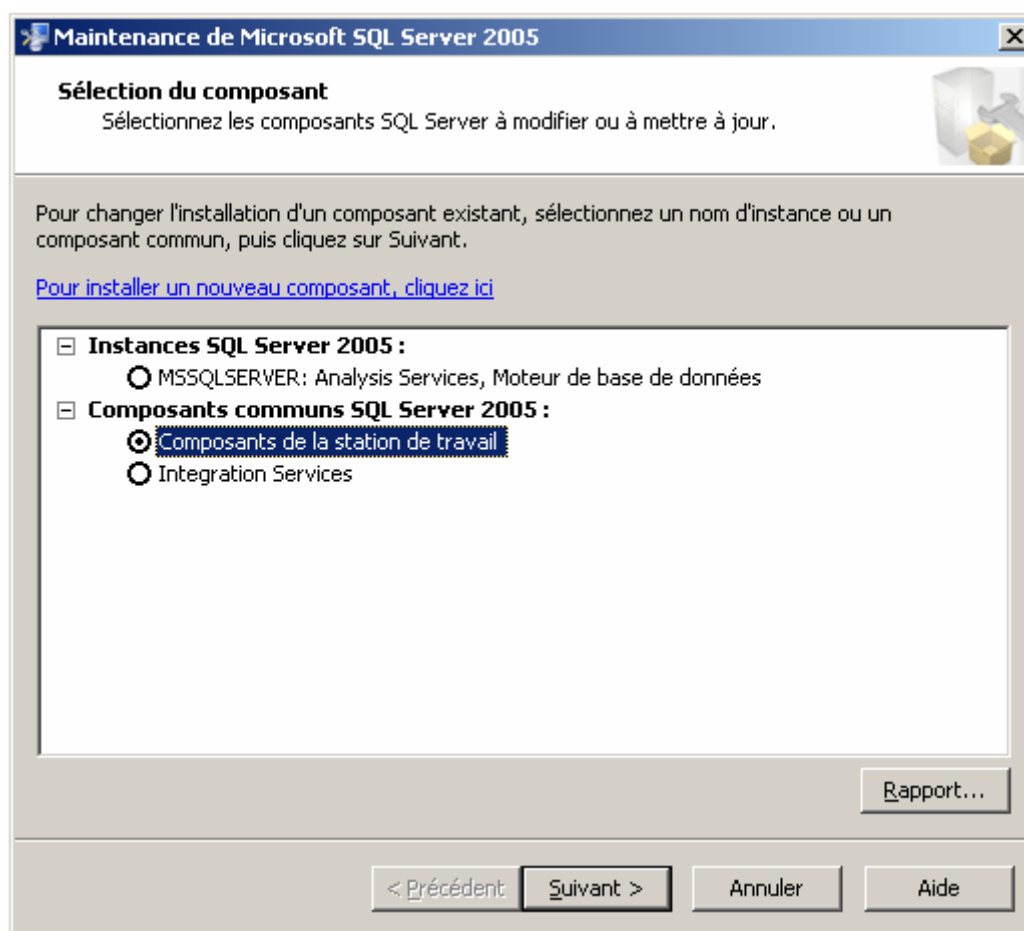 Maintenance de Microsoft SQL Server 2005
Sélection du composant
Sélectionnez les composants SQL Server à modifier ou à mettre à jour.
Pour changer l'installation d'un composant existant, sélectionnez un nom d'instance ou un
composant commun, puis cliquez sur Suivant.
Pour installer un nouveau composant, cliquez ici
Instances SQL Server 2005 :
MSSQLSERVER: Analysis Services, Moteur de base de données
Composants communs SQL Server 2005 :
Composants de la station de travail
Integration Services
Rapport...
< Précédent Suivant > Annuler Aide